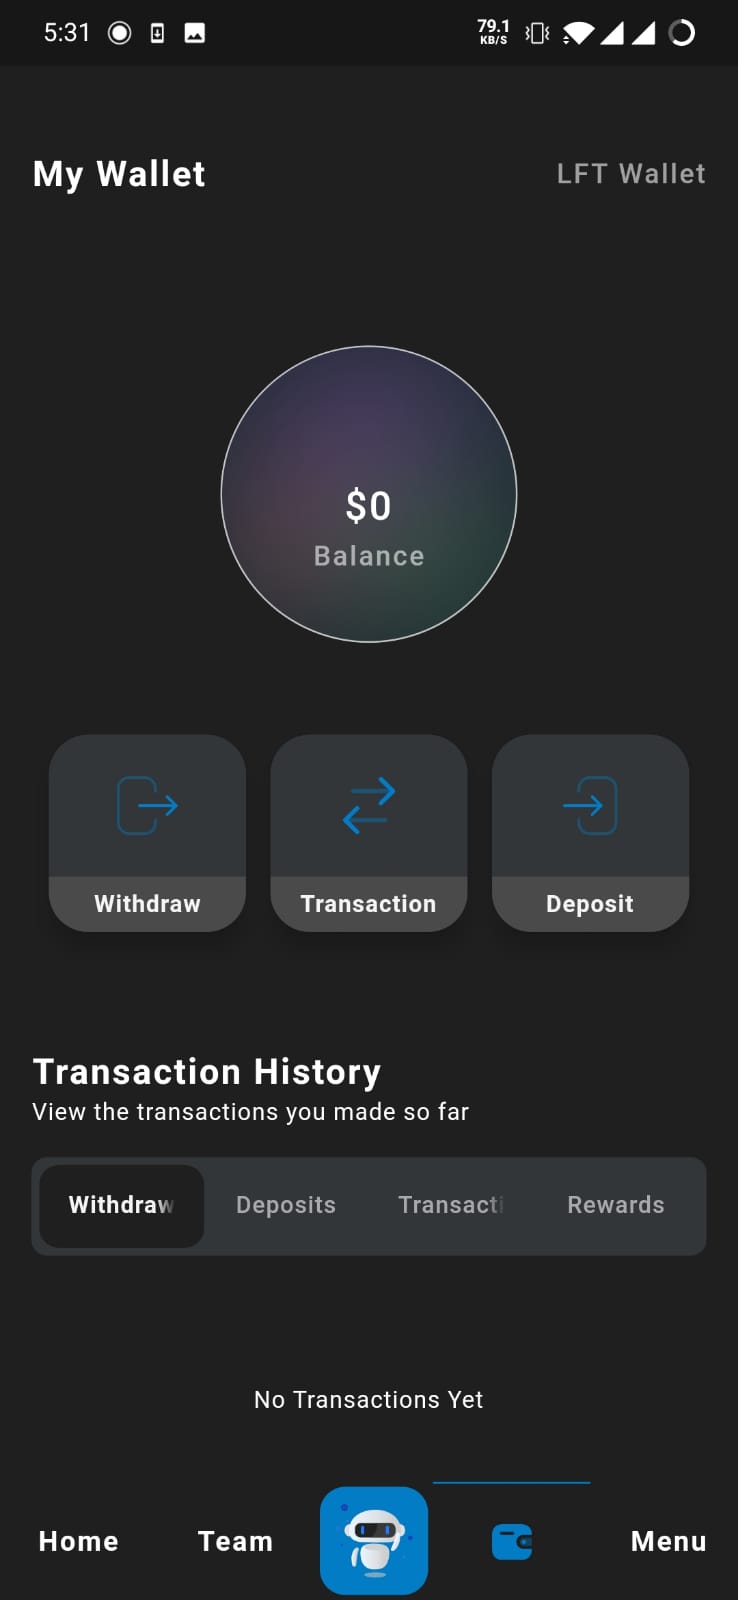 5:31 79.1 KB/S
My Wallet LFT Wallet
$0
Balance
Withdraw Transaction Deposit
Transaction History
View the transactions you made so far
Withdraw Deposits Transacti Rewards
No Transactions Yet
Home Team Menu